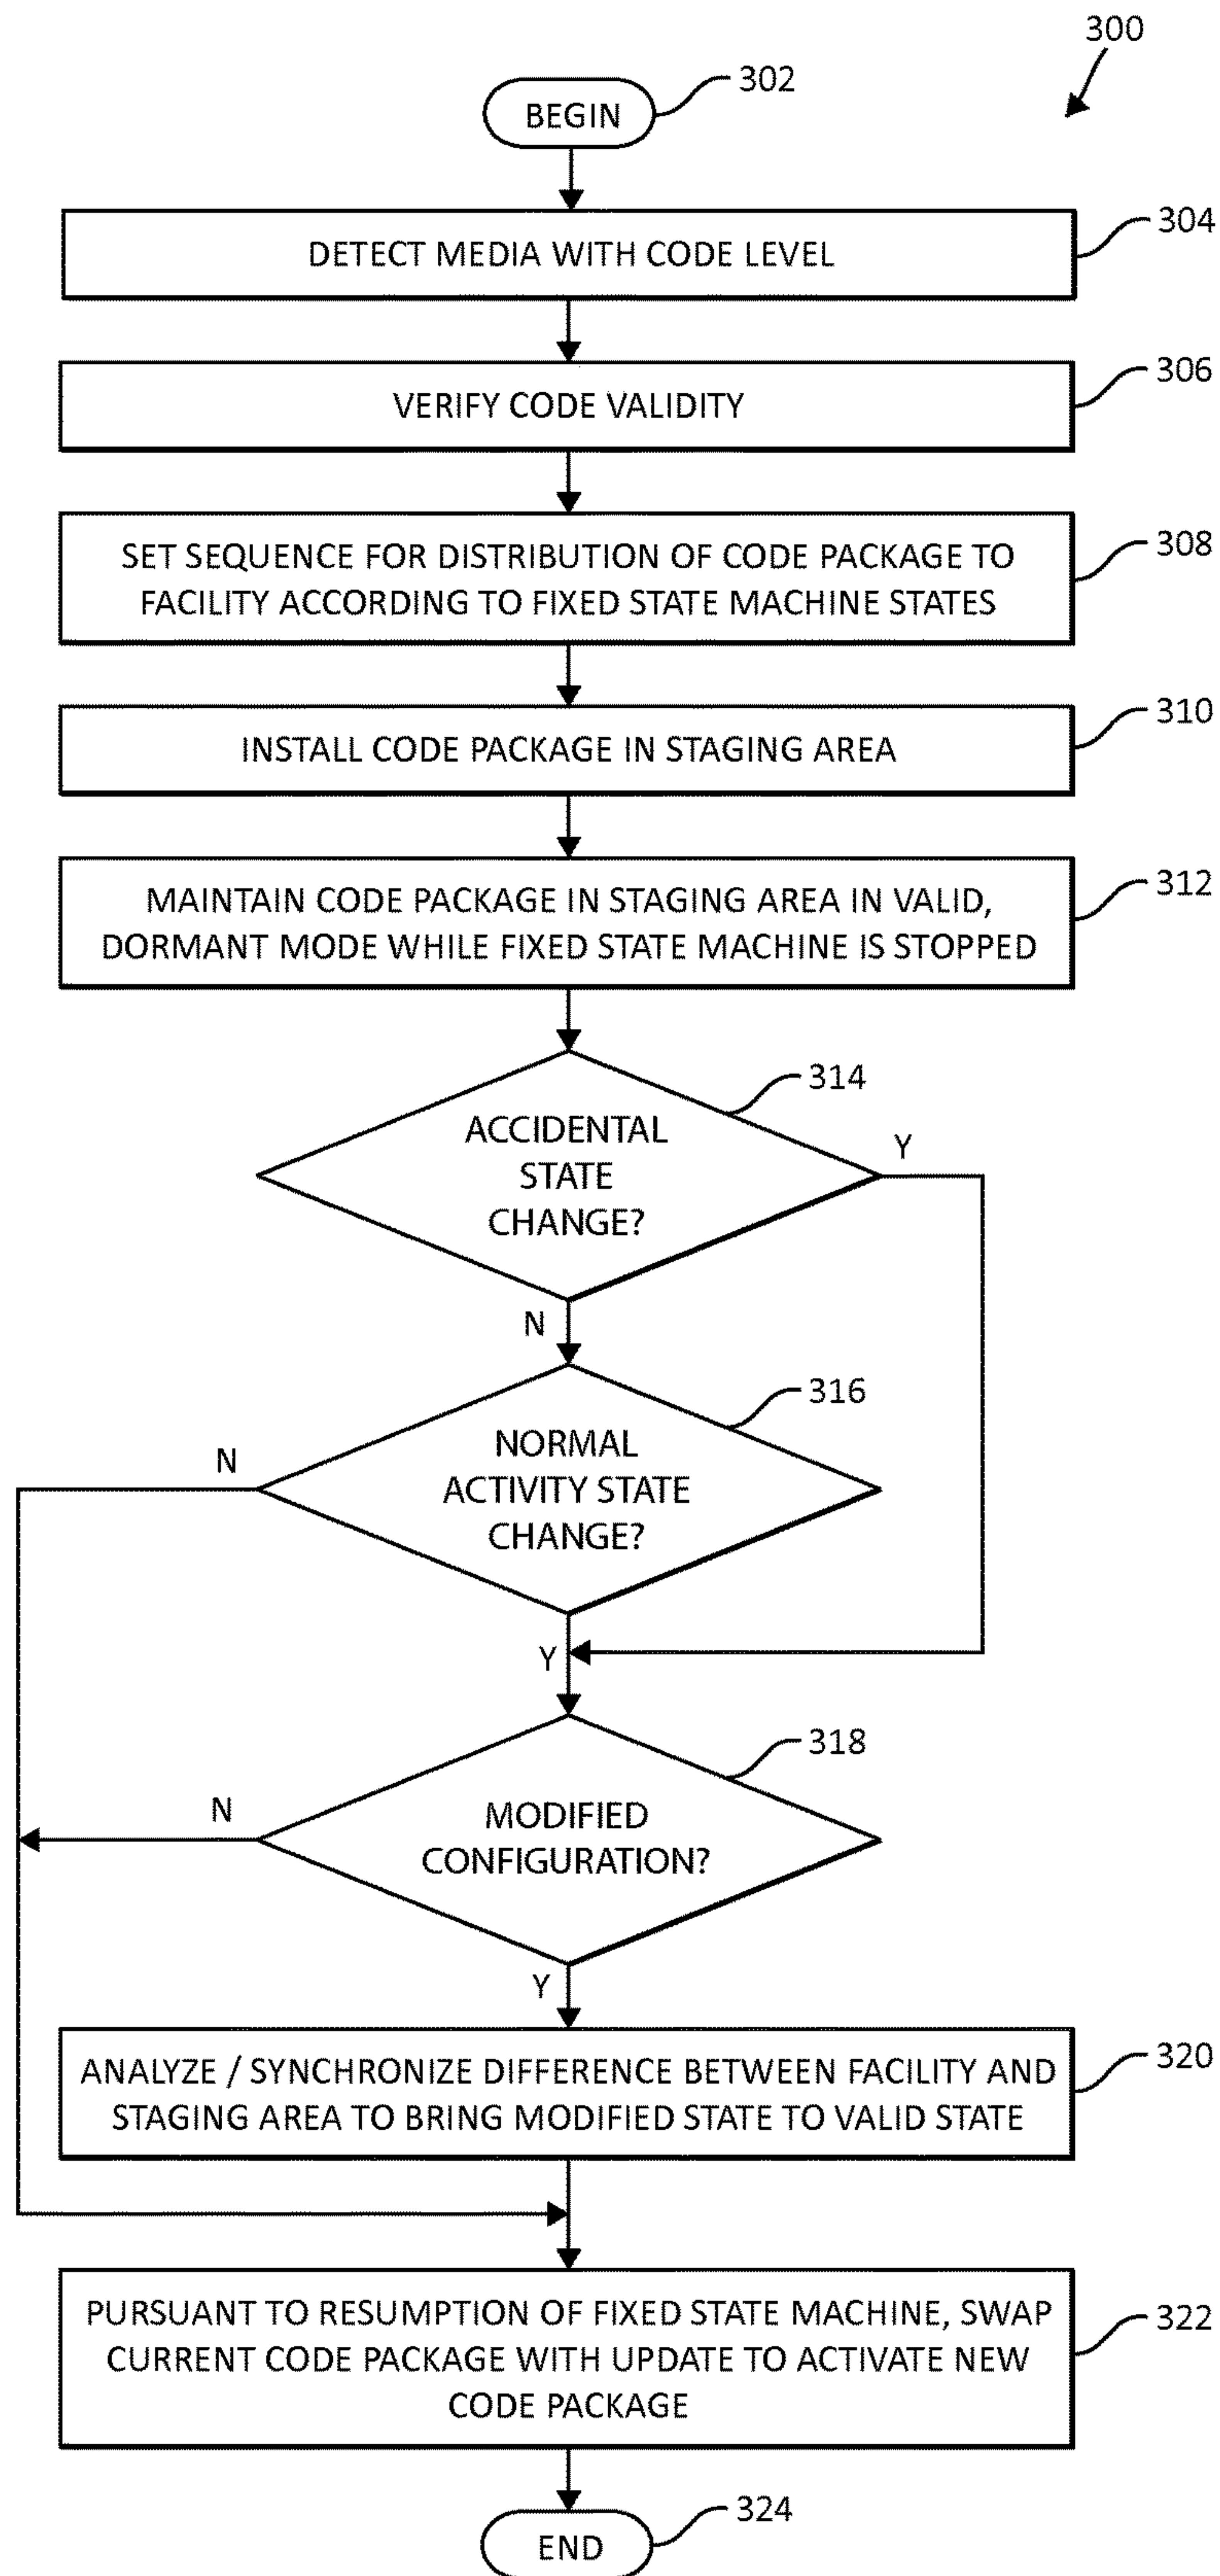 300
BEGIN
302
DETECT MEDIA WITH CODE LEVEL
304
VERIFY CODE VALIDITY
306
SET SEQUENCE FOR DISTRIBUTION OF CODE PACKAGE TO
FACILITY ACCORDING TO FIXED STATE MACHINE STATES
308
INSTALL CODE PACKAGE IN STAGING AREA
310
MAINTAIN CODE PACKAGE IN STAGING AREA IN VALID,
DORMANT MODE WHILE FIXED STATE MACHINE IS STOPPED
312
ACCIDENTAL
STATE
CHANGE?
314
Y
N
NORMAL
ACTIVITY STATE
CHANGE?
316
N
Y
MODIFIED
CONFIGURATION?
318
N
Y
ANALYZE / SYNCHRONIZE DIFFERENCE BETWEEN FACILITY AND
STAGING AREA TO BRING MODIFIED STATE TO VALID STATE
320
PURSUANT TO RESUMPTION OF FIXED STATE MACHINE, SWAP
CURRENT CODE PACKAGE WITH UPDATE TO ACTIVATE NEW
CODE PACKAGE
322
END
324